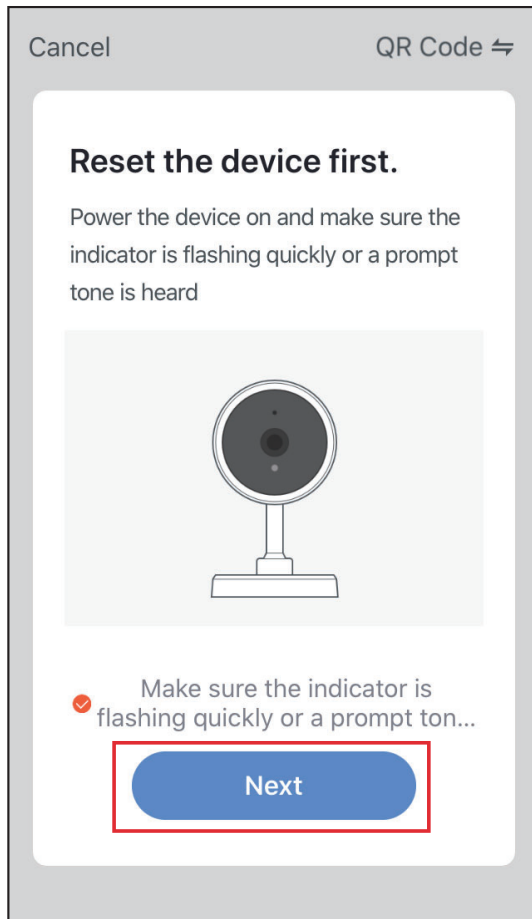 Cancel
QR Code ⇋
Reset the device first.
Power the device on and make sure the
indicator is flashing quickly or a prompt
tone is heard
Make sure the indicator is
flashing quickly or a prompt ton...
Next